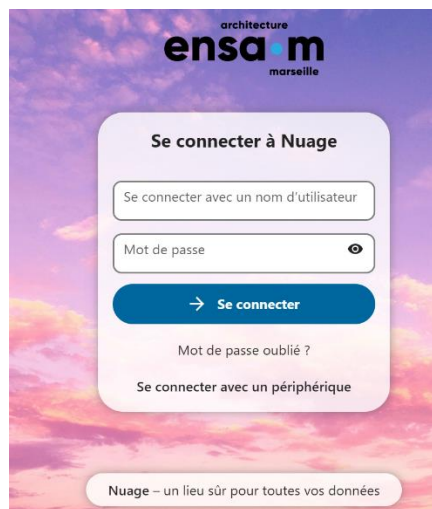 architecture
ensa•m
marseille
Se connecter à Nuage
Se connecter avec un nom d'utilisateur
Mot de passe
→ Se connecter
Mot de passe oublié ?
Se connecter avec un périphérique
Nuage – un lieu sûr pour toutes vos données